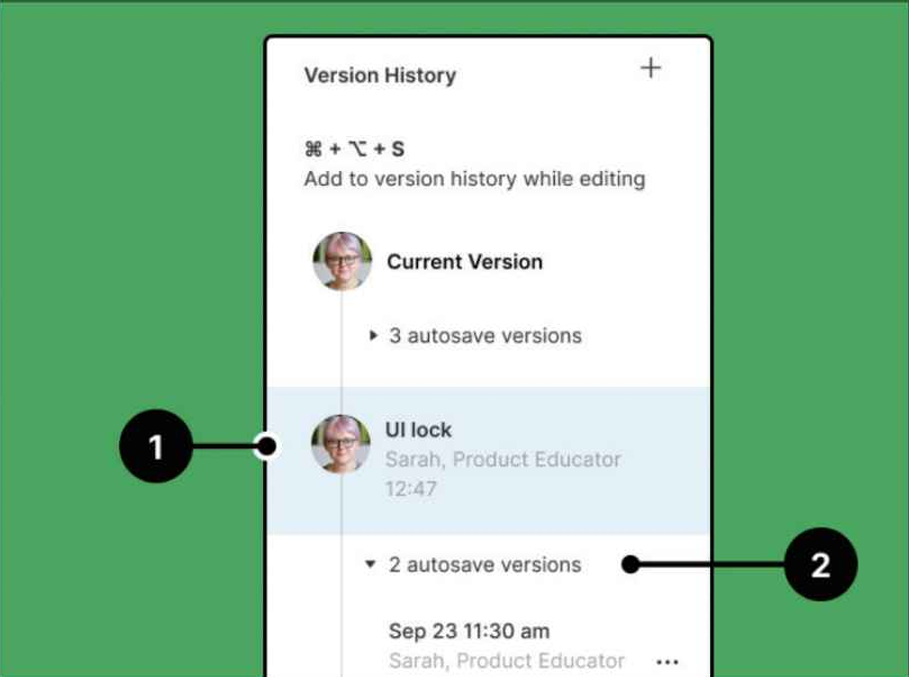 Version History +
⌘ + ⌥ + S
Add to version history while editing
Current Version
3 autosave versions
UI lock
1
Sarah, Product Educator
12:47
2 autosave versions
2
Sep 23 11:30 am
Sarah, Product Educator ...